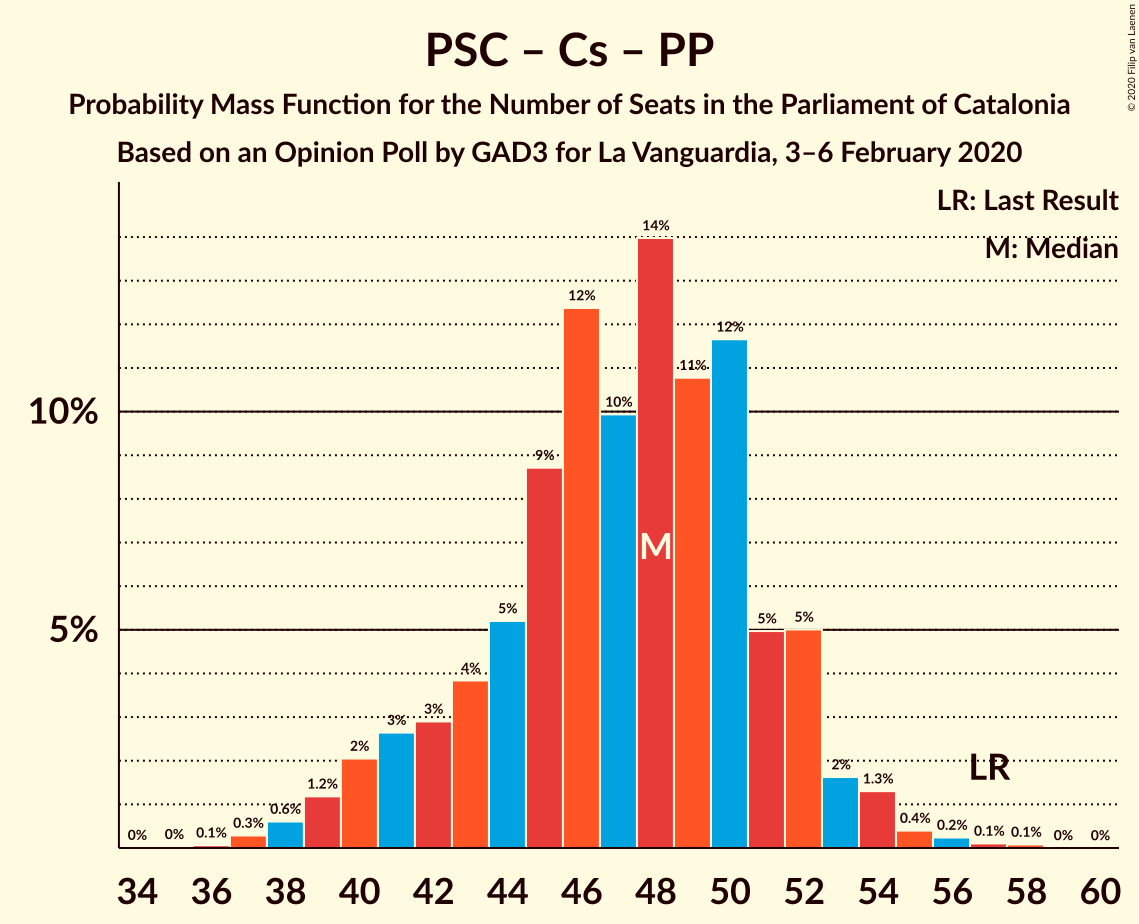 PSC – Cs – PP
Probability Mass Function for the Number of Seats in the Parliament of Catalonia
Based on an Opinion Poll by GAD3 for La Vanguardia, 3–6 February 2020
© 2020 Filip van Laenen
LR: Last Result
M: Median
10%
5%
0% 0% 0.1% 0.3% 0.6% 1.2% 2% 3% 3% 4% 5% 9% 12% 10% 14% 11% 12% 5% 5% 2% 1.3% 0.4% 0.2% 0.1% 0.1% 0% 0%
M
LR
34 36 38 40 42 44 46 48 50 52 54 56 58 60